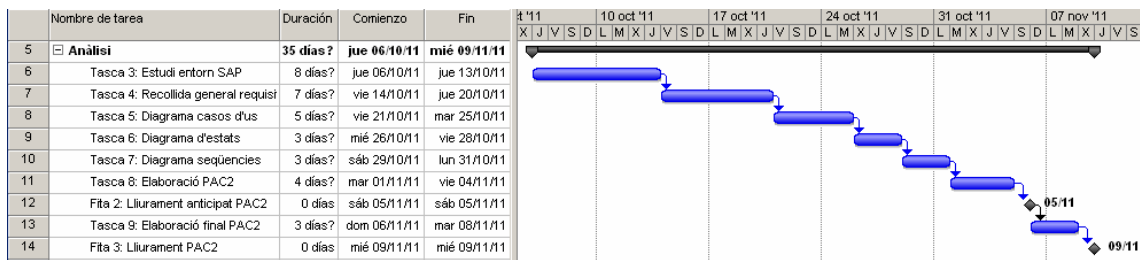 Nombre de tarea Duración Comienzo Fin t '11 10 oct '11 17 oct '11 24 oct '11 31 oct '11 07 nov '11
X J V S D L M X J V S D L M X J V S D L M X J V S D L M X J V S D L M X J V S
5 Anàlisi 35 días? jue 06/10/11 mié 09/11/11
6 Tasca 3: Estudi entorn SAP 8 días? jue 06/10/11 jue 13/10/11
7 Tasca 4: Recollida general requisi 7 días? vie 14/10/11 jue 20/10/11
8 Tasca 5: Diagrama casos d'us 5 días? vie 21/10/11 mar 25/10/11
9 Tasca 6: Diagrama d'estats 3 días? mié 26/10/11 vie 28/10/11
10 Tasca 7: Diagrama seqüencies 3 días? sáb 29/10/11 lun 31/10/11
11 Tasca 8: Elaboració PAC2 4 días? mar 01/11/11 vie 04/11/11
12 Fita 2: Lliurament anticipat PAC2 0 días sáb 05/11/11 sáb 05/11/11 05/11
13 Tasca 9: Elaboració final PAC2 3 días? dom 06/11/11 mar 08/11/11
14 Fita 3: Lliurament PAC2 0 días mié 09/11/11 mié 09/11/11 09/11